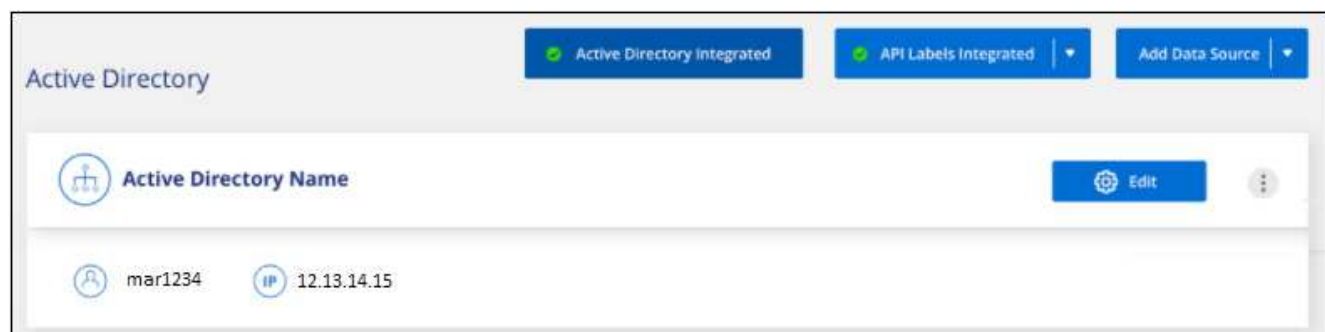 Active Directory Integrated
API Labels Integrated
Add Data Source
Active Directory
Active Directory Name
Edit
mar1234
IP
12.13.14.15